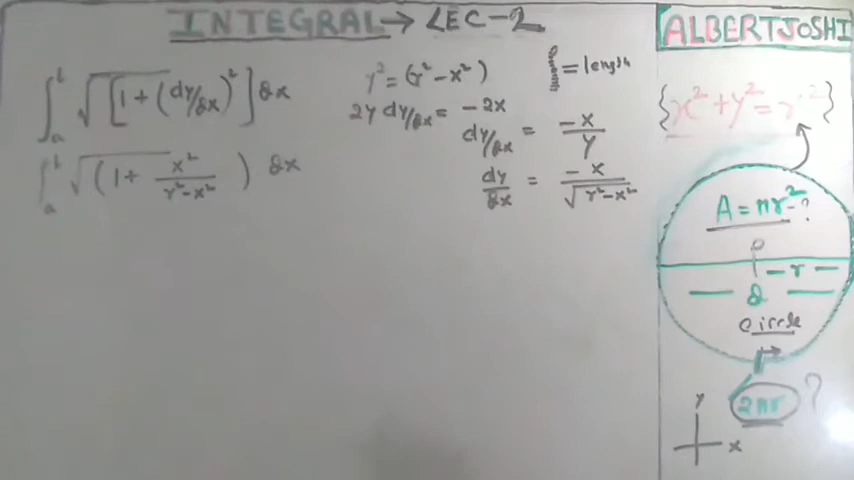 INTEGRAL → LEC-2
∫ₐᵇ √[1 + (dy/dx)²] dx
∫ₐᵇ √(1 + x²/(r²-x²)) dx
y² = (r² - x²)
2y dy/dx = -2x
dy/dx = -x/y
dy/dx = -x/√(r²-x²)
∫ = length
ALBERTJOSHI
{x² + y² = r²}
A = πr² - ?
- r -
circle
2πr ?
y
x